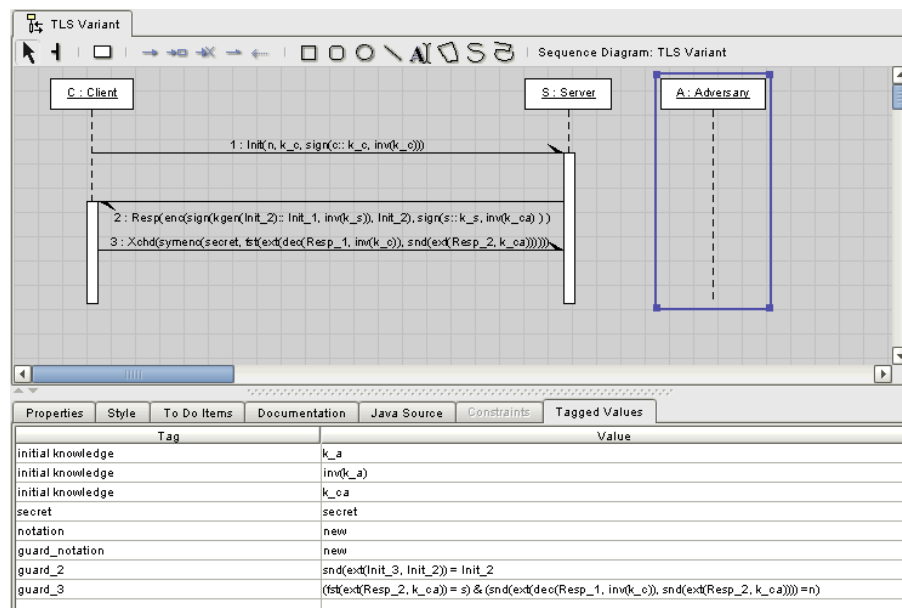 TLS Variant
Sequence Diagram: TLS Variant
C : Client
S : Server
A : Adversary
1 : Init(n, k_c, sign(c:: k_c, inv(k_c)))
2 : Resp(enc(sign(kgen(Init_2):: Init_1, inv(k_s)), Init_2), sign(s:: k_s, inv(k_ca) ) )
3 : Xchd(symenc(secret, fst(ext(dec(Resp_1, inv(k_c)), snd(ext(Resp_2, k_ca))))))
Properties Style To Do Items Documentation Java Source Constraints Tagged Values
Tag Value
initial knowledge k_a
initial knowledge inv(k_a)
initial knowledge k_ca
secret secret
notation new
guard_notation new
guard_2 snd(ext(Init_3, Init_2)) = Init_2
guard_3 (fst(ext(Resp_2, k_ca)) = s) & (snd(ext(dec(Resp_1, inv(k_c)), snd(ext(Resp_2, k_ca)))) =n)